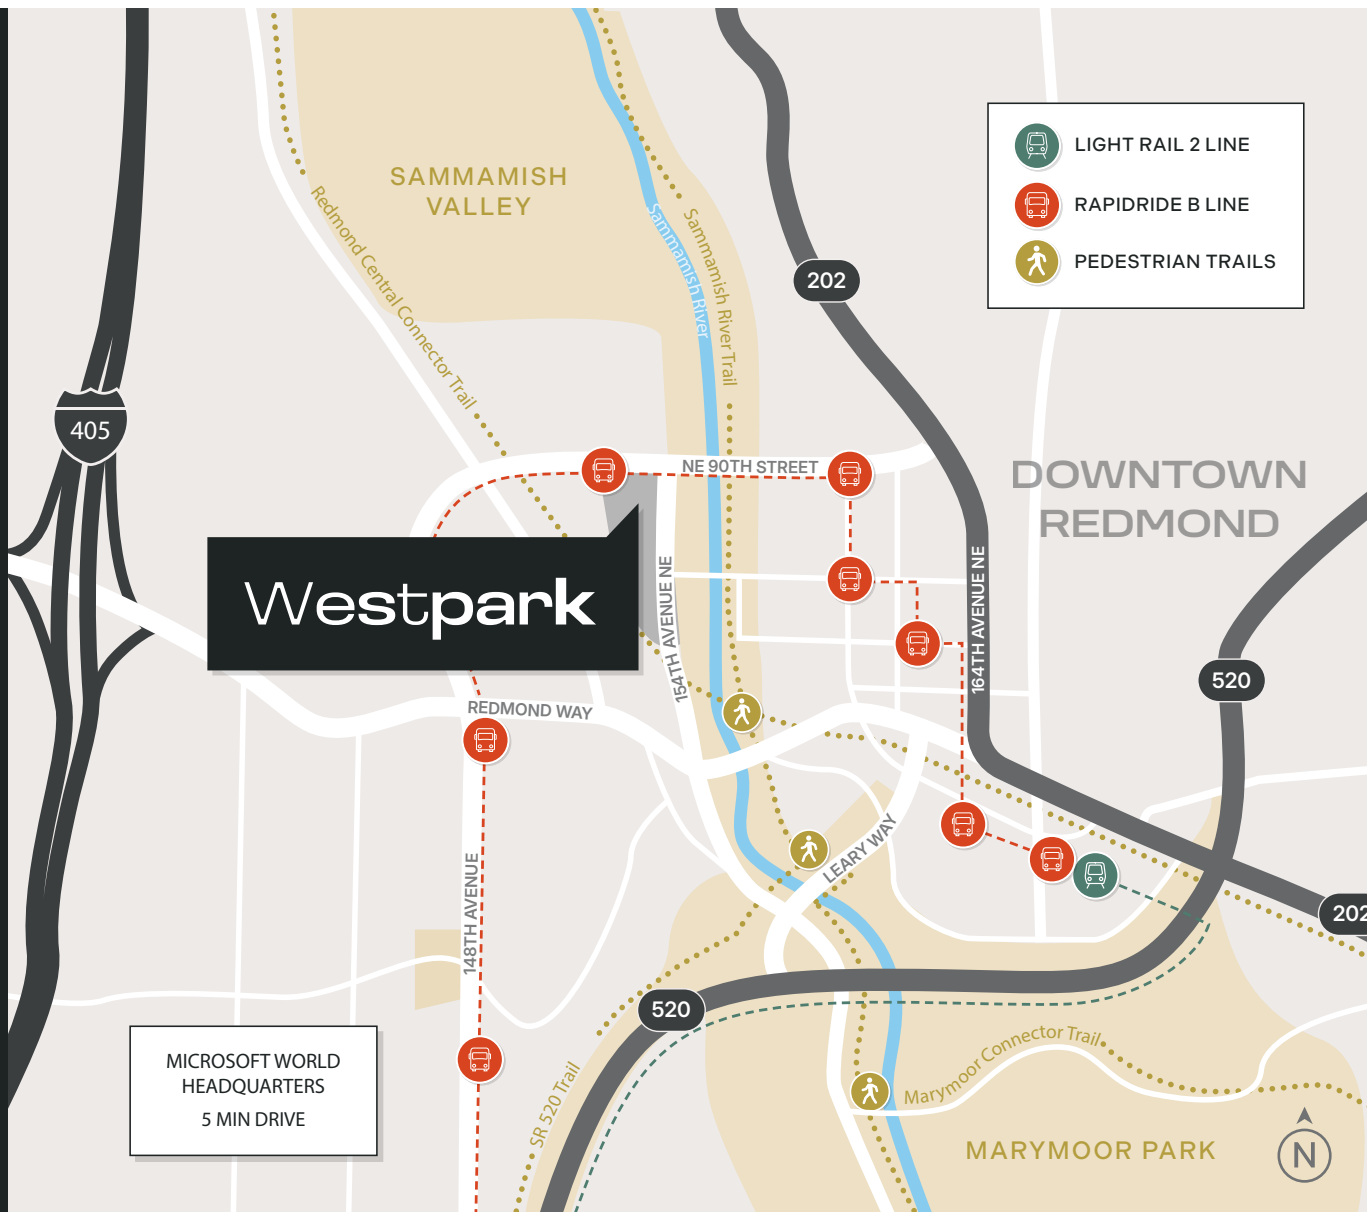 SAMMAMISH
VALLEY
Redmond Central Connector Trail
Sammamish River
Sammamish River Trail
202
LIGHT RAIL 2 LINE
RAPIDRIDE B LINE
PEDESTRIAN TRAILS
405
NE 90TH STREET
DOWNTOWN
REDMOND
Westpark
154TH AVENUE NE
164TH AVENUE NE
520
REDMOND WAY
148TH AVENUE
LEARY WAY
202
520
MICROSOFT WORLD
HEADQUARTERS
5 MIN DRIVE
SR 520 Trail
Marymoor Connector Trail
MARYMOOR PARK
N